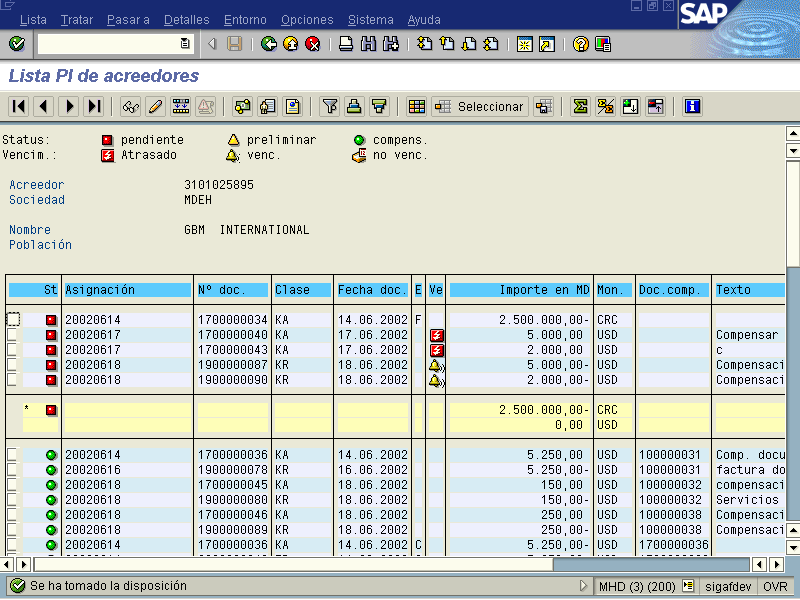 Lista Tratar Pasar a Detalles Entorno Opciones Sistema Ayuda
SAP
Lista PI de acreedores
Seleccionar
Status: pendiente preliminar compens.
Vencim.: Atrasado venc. no venc.
Acreedor 3101025895
Sociedad MDEH
Nombre GBM INTERNATIONAL
Población
St Asignación Nº doc. Clase Fecha doc. E Ve Importe en MD Mon. Doc.comp. Texto
20020614 1700000034 KA 14.06.2002 F 2.500.000,00- CRC
20020617 1700000040 KA 17.06.2002 5.000,00 USD Compensar
20020617 1700000043 KA 17.06.2002 2.000,00 USD c
20020618 1900000087 KR 18.06.2002 5.000,00- USD Compensaci
20020618 1900000090 KR 18.06.2002 2.000,00- USD Compensaci
* 2.500.000,00- CRC
0,00 USD
20020614 1700000036 KA 14.06.2002 5.250,00 USD 100000031 Comp. docu
20020616 1900000078 KR 16.06.2002 5.250,00- USD 100000031 factura do
20020618 1700000045 KA 18.06.2002 150,00 USD 100000032 compensaci
20020618 1900000080 KR 18.06.2002 150,00- USD 100000032 Servicios
20020618 1700000046 KA 18.06.2002 250,00 USD 100000038 Compensaci
20020618 1900000089 KR 18.06.2002 250,00- USD 100000038 Compensaci
20020614 1700000036 KA 14.06.2002 C 5.250,00- USD 1700000036
Se ha tomado la disposición MHD (3) (200) sigafdev OVR